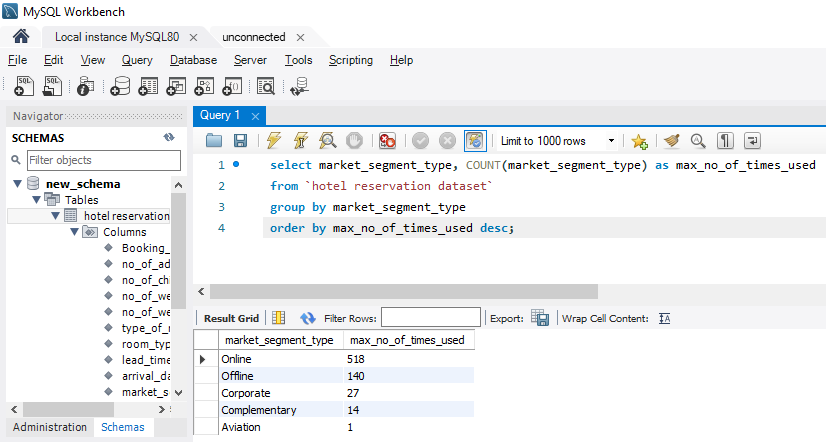 MySQL Workbench
Local instance MySQL80 unconnected
File Edit View Query Database Server Tools Scripting Help
Navigator
SCHEMAS
Filter objects
new_schema
Tables
hotel reservation
Columns
Booking_
no_of_ad
no_of_ch
no_of_we
no_of_we
type_of_r
room_typ
lead_time
arrival_da
market_s
Administration Schemas
Query 1
Limit to 1000 rows
1 select market_segment_type, COUNT(market_segment_type) as max_no_of_times_used
2 from `hotel reservation dataset`
3 group by market_segment_type
4 order by max_no_of_times_used desc;
Result Grid Filter Rows: Export: Wrap Cell Content:
market_segment_type max_no_of_times_used
Online 518
Offline 140
Corporate 27
Complementary 14
Aviation 1